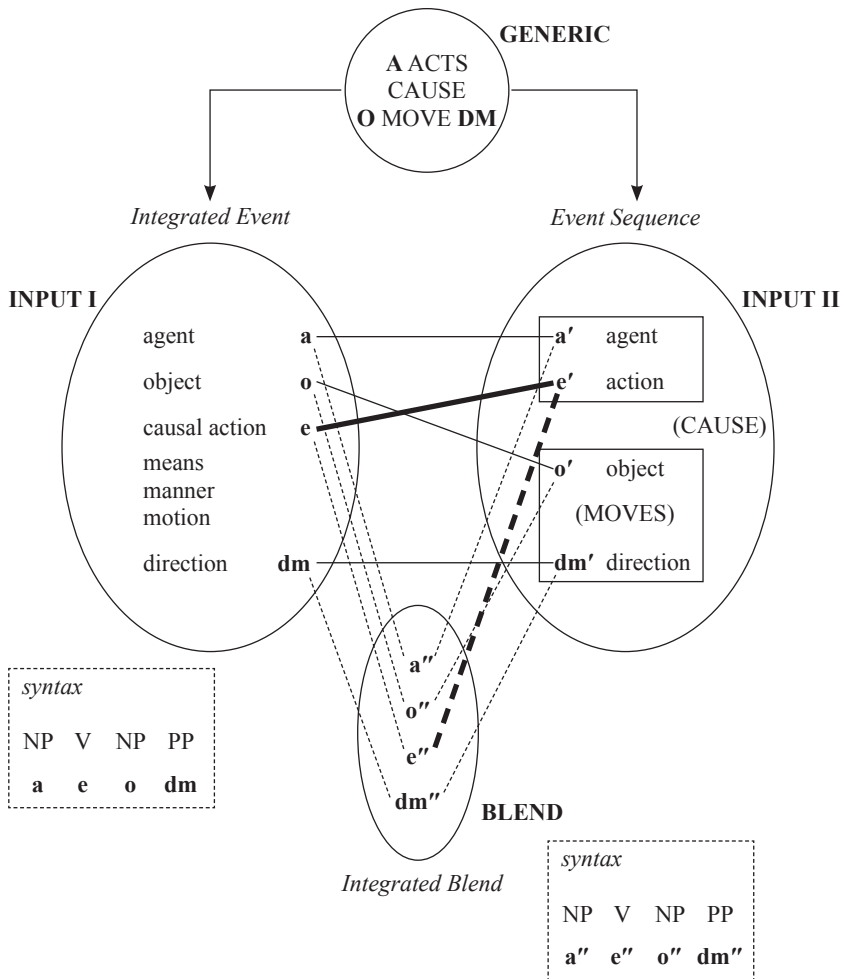 GENERIC
A ACTS
CAUSE
O MOVE DM
Integrated Event
Event Sequence
INPUT I
INPUT II
agent a
object o
causal action e
means
manner
motion
direction dm
a′ agent
e′ action
(CAUSE)
o′ object
(MOVES)
dm′ direction
a″
o″
e″
dm″
BLEND
Integrated Blend
syntax
NP V NP PP
a e o dm
syntax
NP V NP PP
a″ e″ o″ dm″